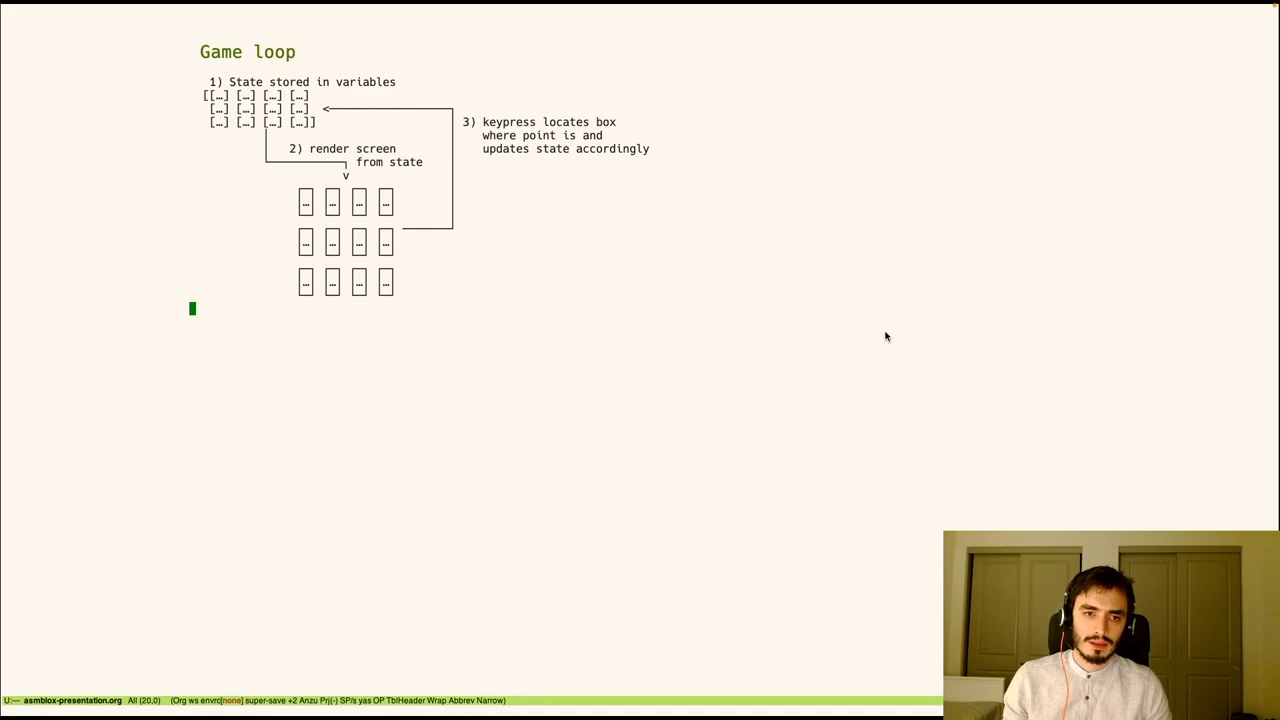 Game loop
1) State stored in variables
[[…] […] […] […]
[…] […] […] […] <
[…] […] […] […]]
3) keypress locates box
where point is and
updates state accordingly
2) render screen
from state
v
… … … …
… … … …
… … … …
U:--- asmblox-presentation.org All (20,0) (Org ws envrc[none] super-save +2 Anzu Prj(-) SP/s yas OP TblHeader Wrap Abbrev Narrow)